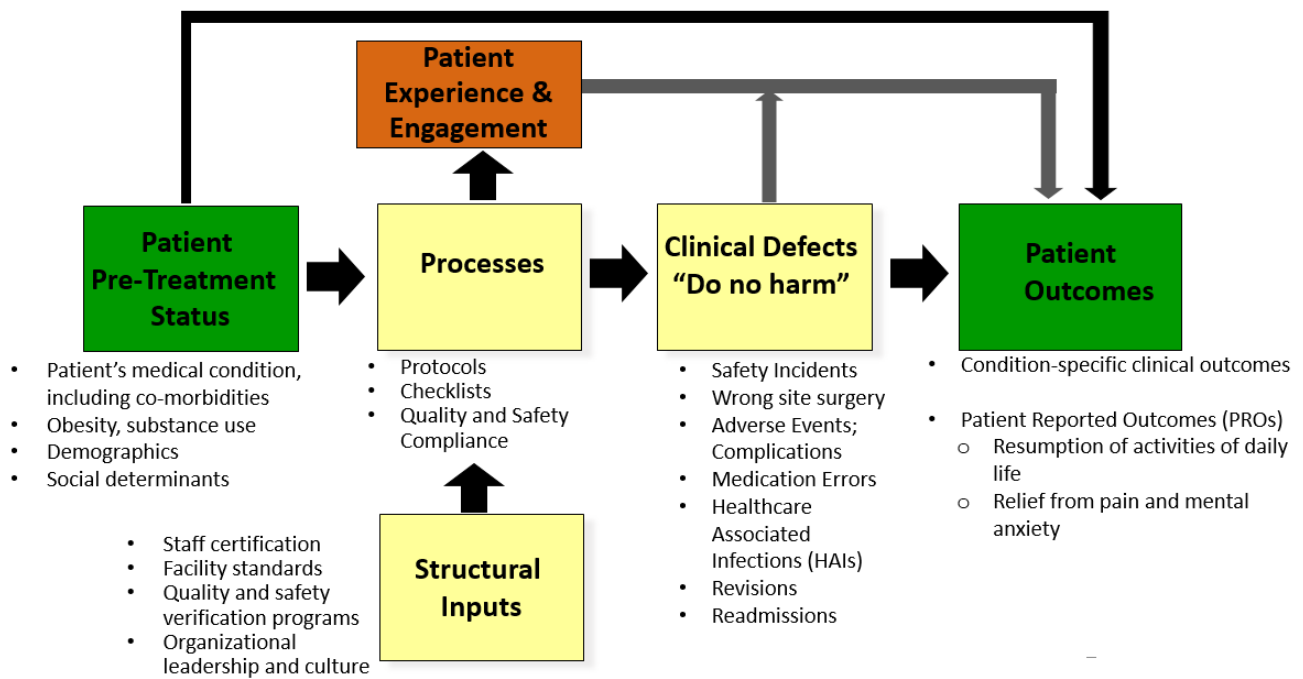 Patient
Experience &
Engagement
Patient
Pre-Treatment
Status
Processes
Clinical Defects
“Do no harm”
Patient
Outcomes
• Patient’s medical condition,
including co-morbidities
• Obesity, substance use
• Demographics
• Social determinants
• Protocols
• Checklists
• Quality and Safety
Compliance
• Safety Incidents
• Wrong site surgery
• Adverse Events;
Complications
• Medication Errors
• Healthcare
Associated
Infections (HAIs)
• Revisions
• Readmissions
• Condition-specific clinical outcomes
• Patient Reported Outcomes (PROs)
o Resumption of activities of daily
life
o Relief from pain and mental
anxiety
• Staff certification
• Facility standards
• Quality and safety
verification programs
• Organizational
leadership and culture
Structural
Inputs